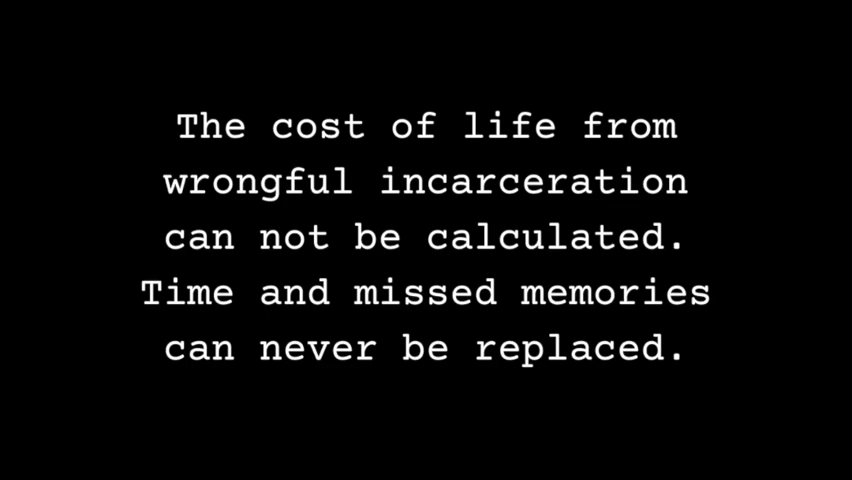 The cost of life from
wrongful incarceration
can not be calculated.
Time and missed memories
can never be replaced.